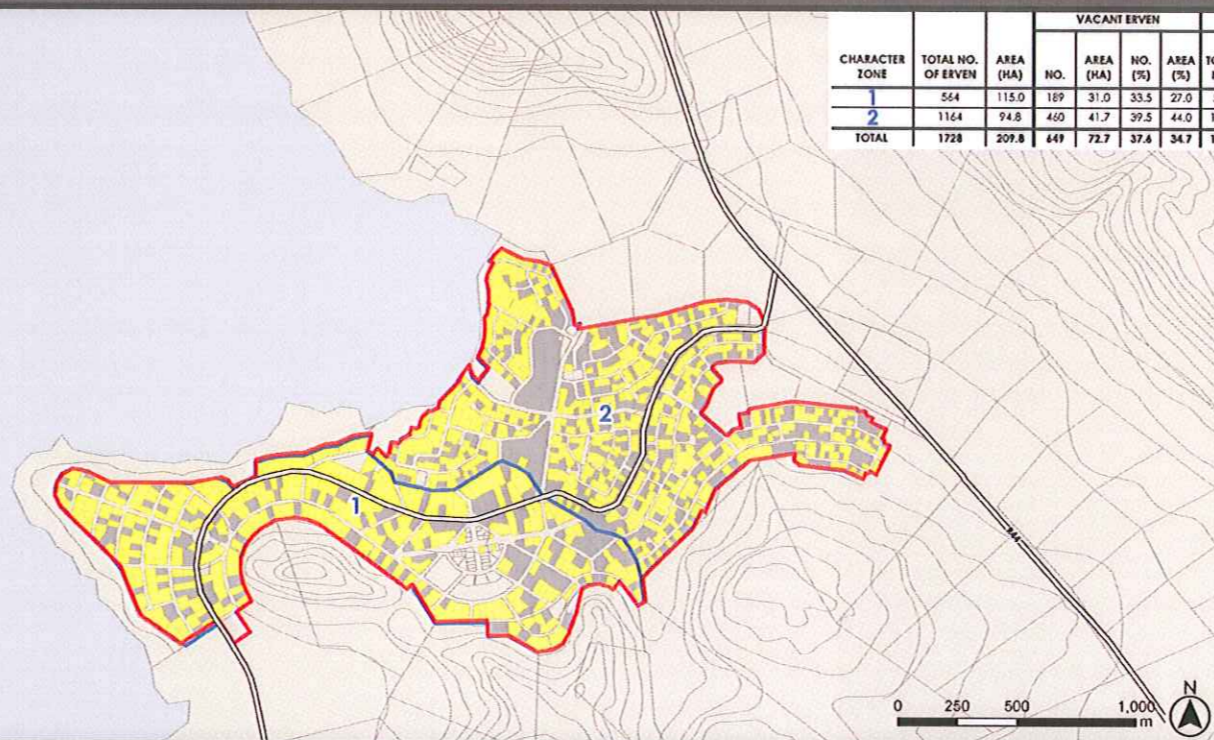 VACANT ERVEN
CHARACTER ZONE TOTAL NO. OF ERVEN AREA (HA) NO. AREA (HA) NO. (%) AREA (%)
1 564 115.0 189 31.0 33.5 27.0
2 1164 94.8 460 41.7 39.5 44.0
TOTAL 1728 209.8 649 72.7 37.6 34.7
2
1
N
0 250 500 1,000
m